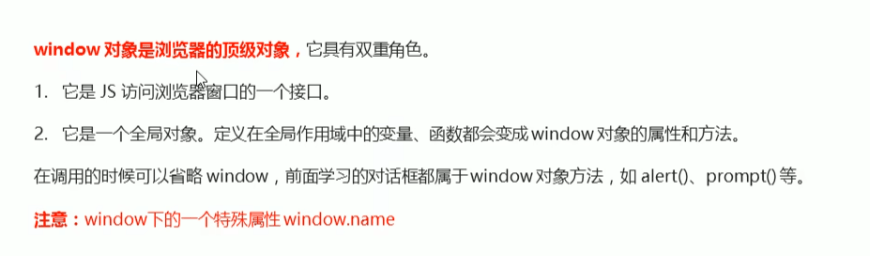 window 对象是浏览器的顶级对象，它具有双重角色。
1. 它是 JS 访问浏览器窗口的一个接口。
2. 它是一个全局对象。定义在全局作用域中的变量、函数都会变成 window 对象的属性和方法。
在调用的时候可以省略 window，前面学习的对话框都属于 window 对象方法，如 alert()、prompt() 等。
注意：window下的一个特殊属性 window.name